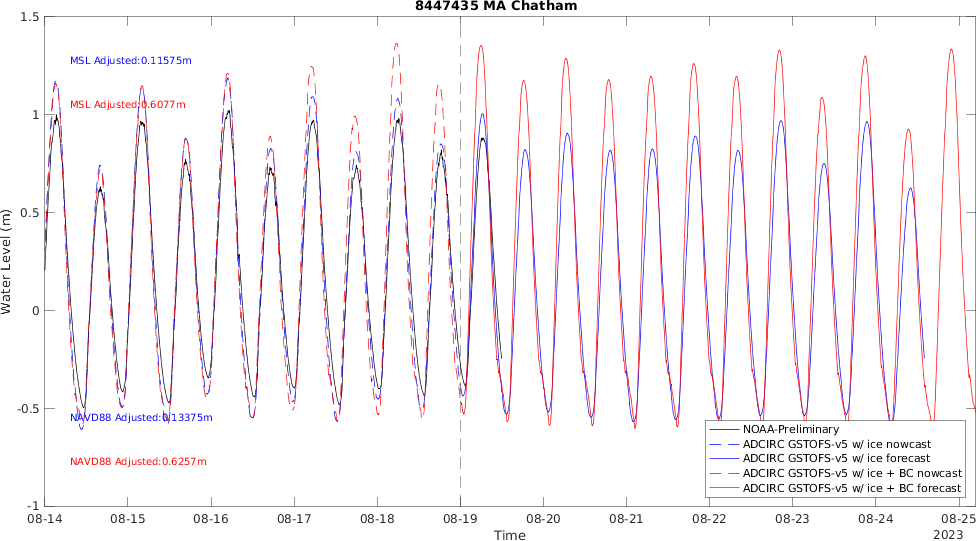 8447435 MA Chatham
1.5
1
0.5
0
-0.5
-1
Water Level (m)
MSL Adjusted:0.11575m
MSL Adjusted:0.6077m
NAVD88 Adjusted:0.13375m
NAVD88 Adjusted:0.6257m
NOAA-Preliminary
ADCIRC GSTOFS-v5 w/ ice nowcast
ADCIRC GSTOFS-v5 w/ ice forecast
ADCIRC GSTOFS-v5 w/ ice + BC nowcast
ADCIRC GSTOFS-v5 w/ ice + BC forecast
08-14 08-15 08-16 08-17 08-18 08-19 08-20 08-21 08-22 08-23 08-24 08-25
Time
2023